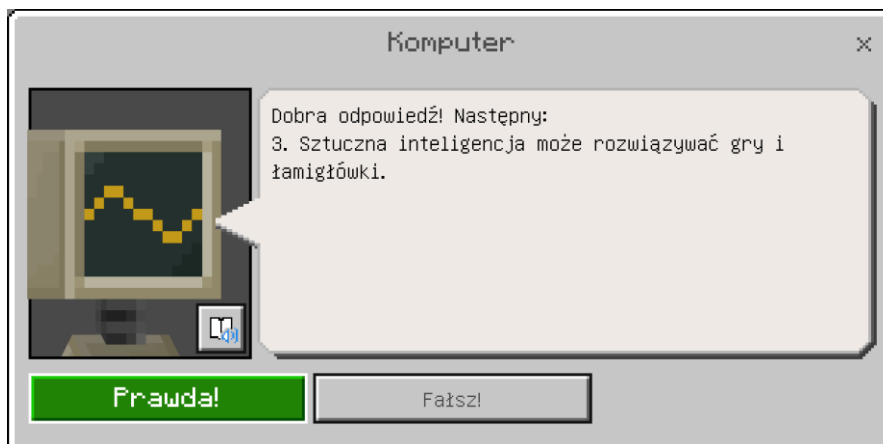 Komputer
x
Dobra odpowiedź! Następny:
3. Sztuczna inteligencja może rozwiązywać gry i
łamigłówki.
Prawda!
Fałsz!